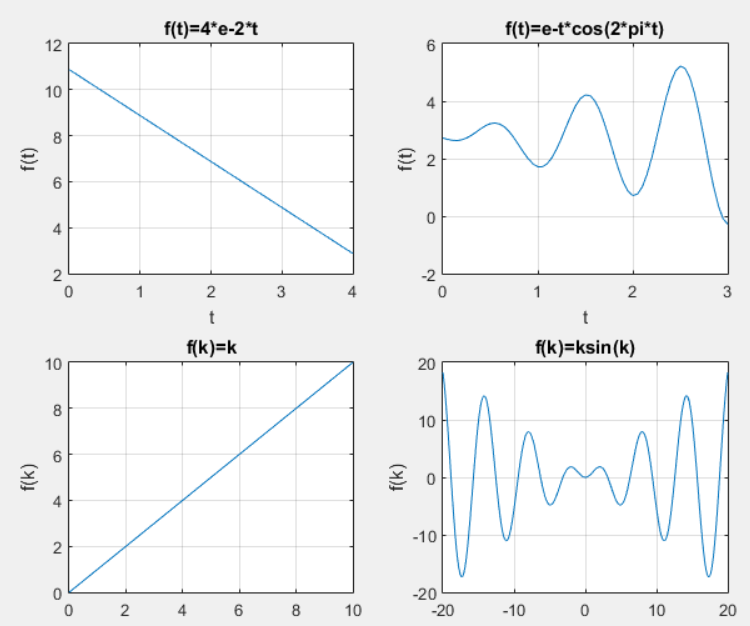 f(t)=4*e-2*t
12
10
8
6
4
2
f(t)
0 1 2 3 4
t
f(t)=e-t*cos(2*pi*t)
6
4
2
0
-2
f(t)
0 1 2 3
t
f(k)=k
10
8
6
4
2
0
f(k)
0 2 4 6 8 10
f(k)=ksin(k)
20
10
0
-10
-20
f(k)
-20 -10 0 10 20